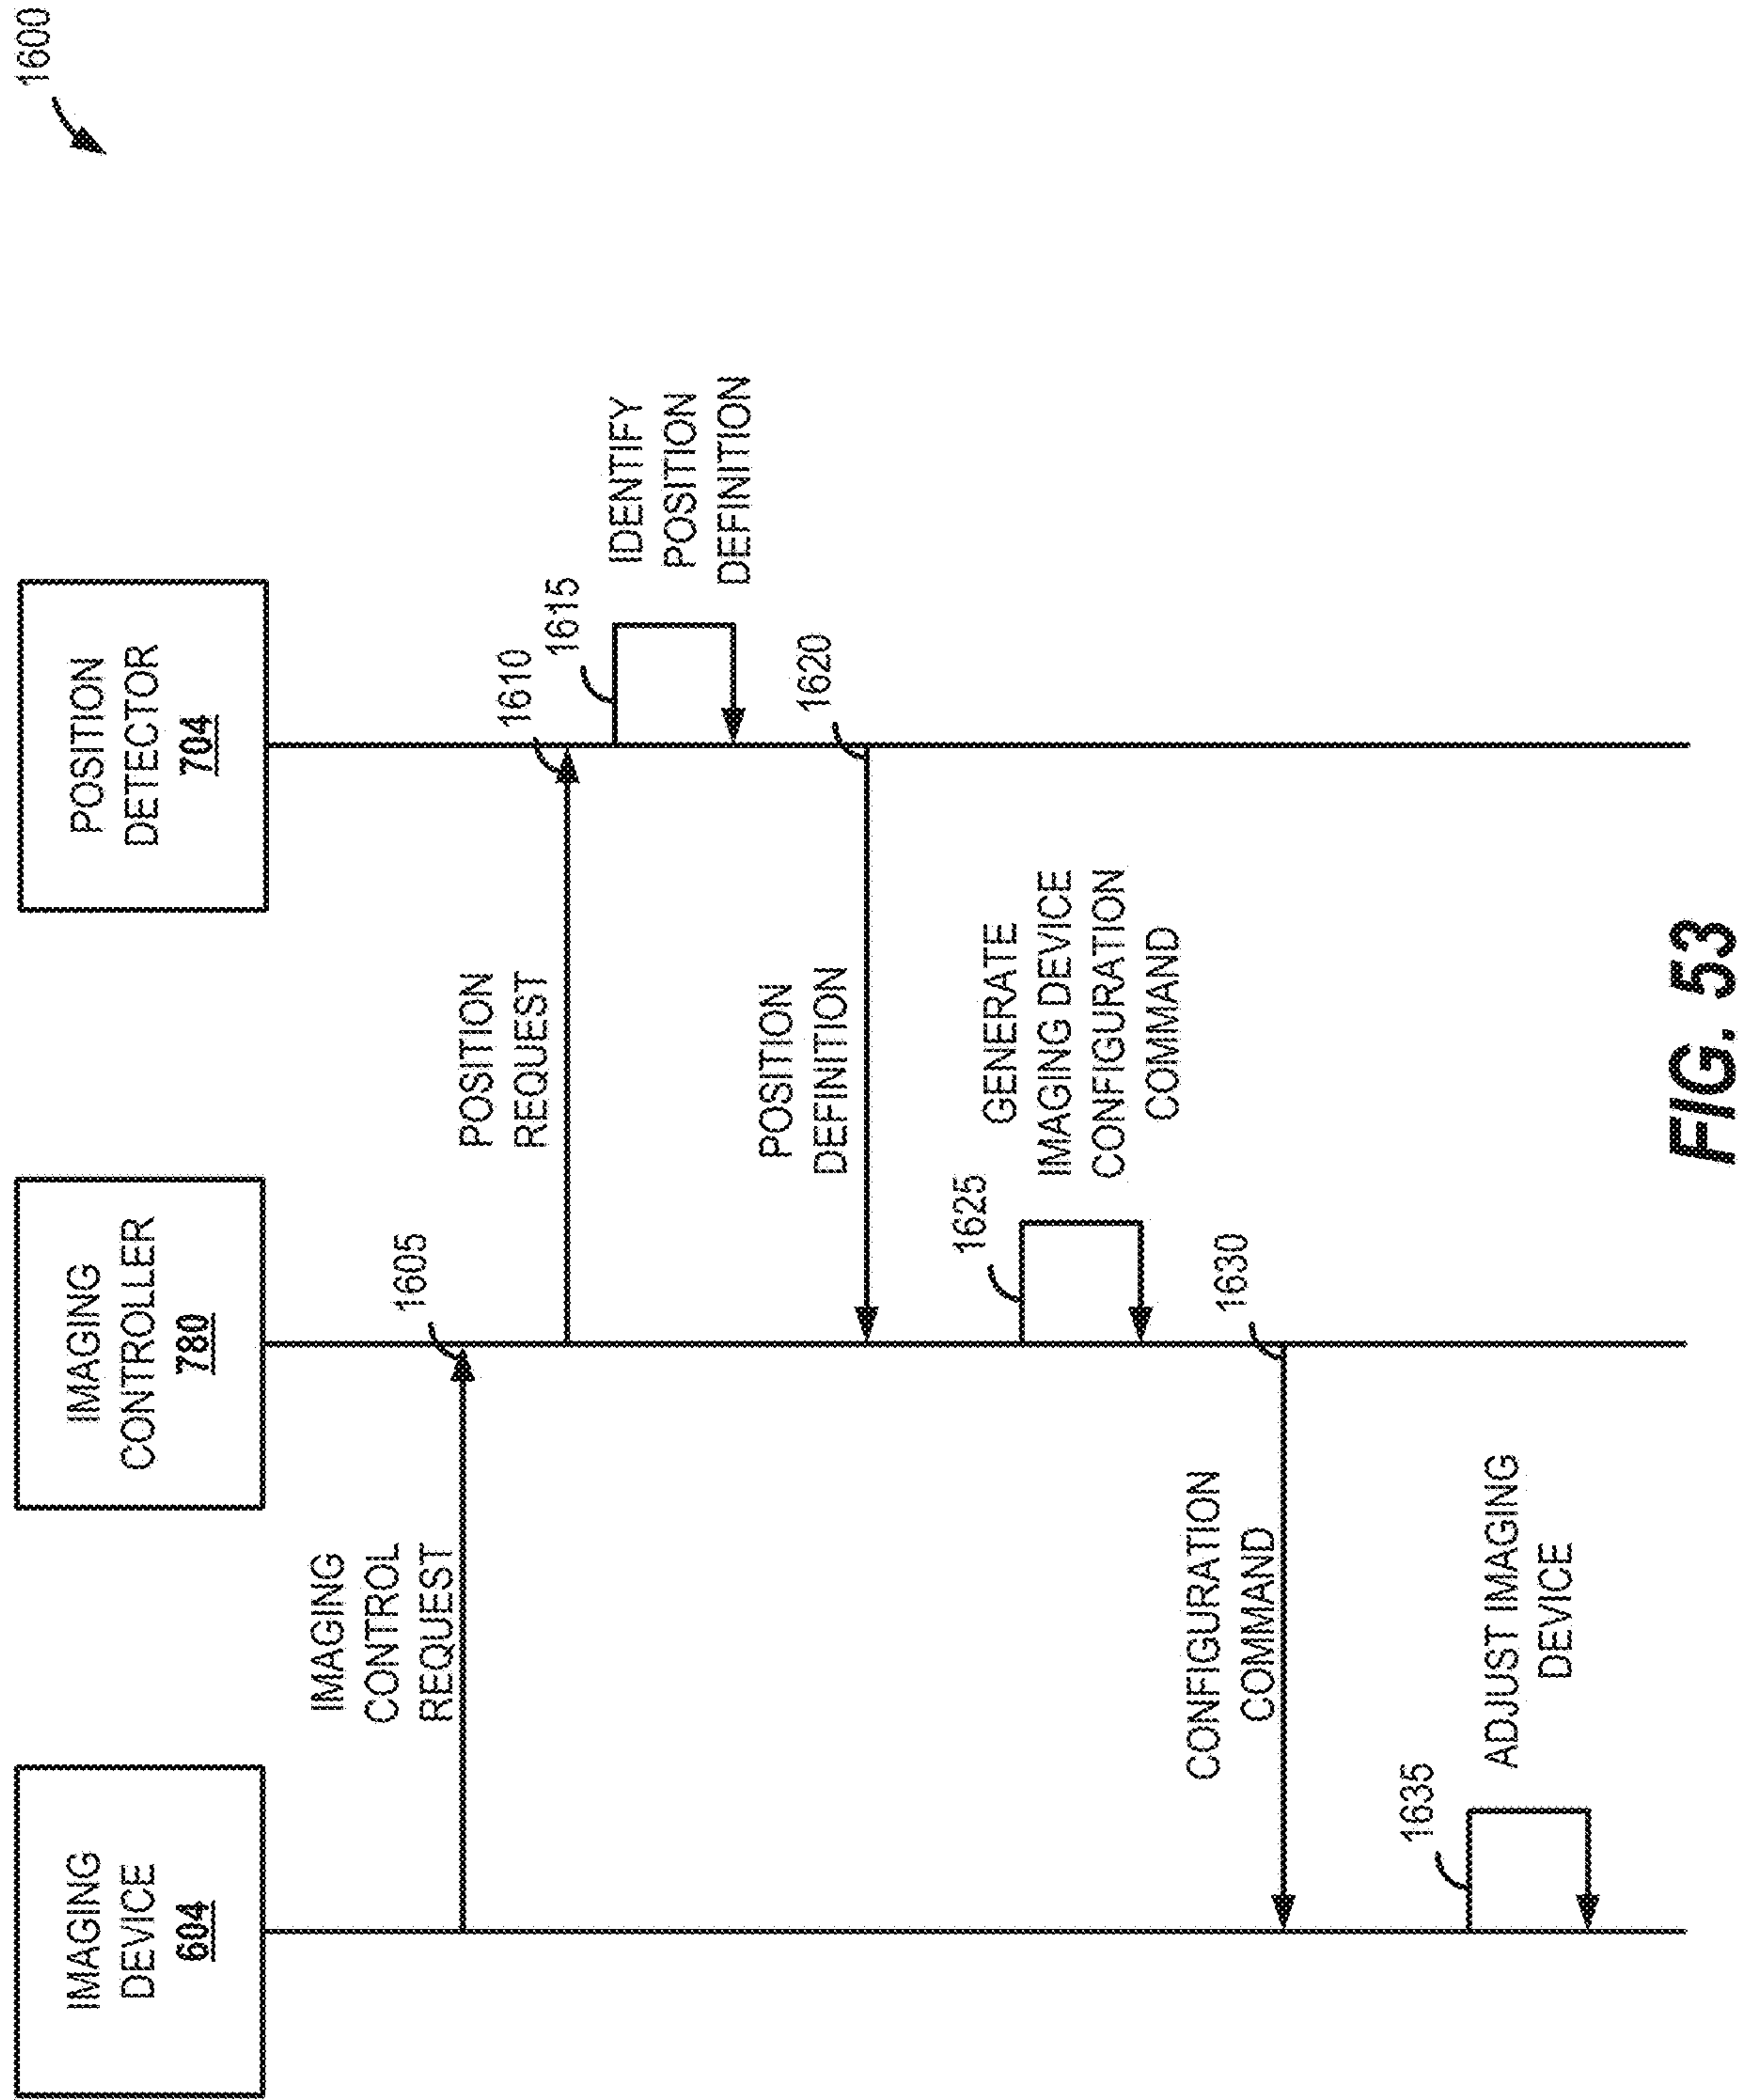 1600
IMAGING
DEVICE
604
IMAGING
CONTROLLER
780
POSITION
DETECTOR
704
IMAGING
CONTROL
REQUEST
1605
POSITION
REQUEST
1610
1615
IDENTIFY
POSITION
DEFINITION
POSITION
DEFINITION
1620
1625
GENERATE
IMAGING DEVICE
CONFIGURATION
COMMAND
CONFIGURATION
COMMAND
1630
1635
ADJUST IMAGING
DEVICE
FIG. 53